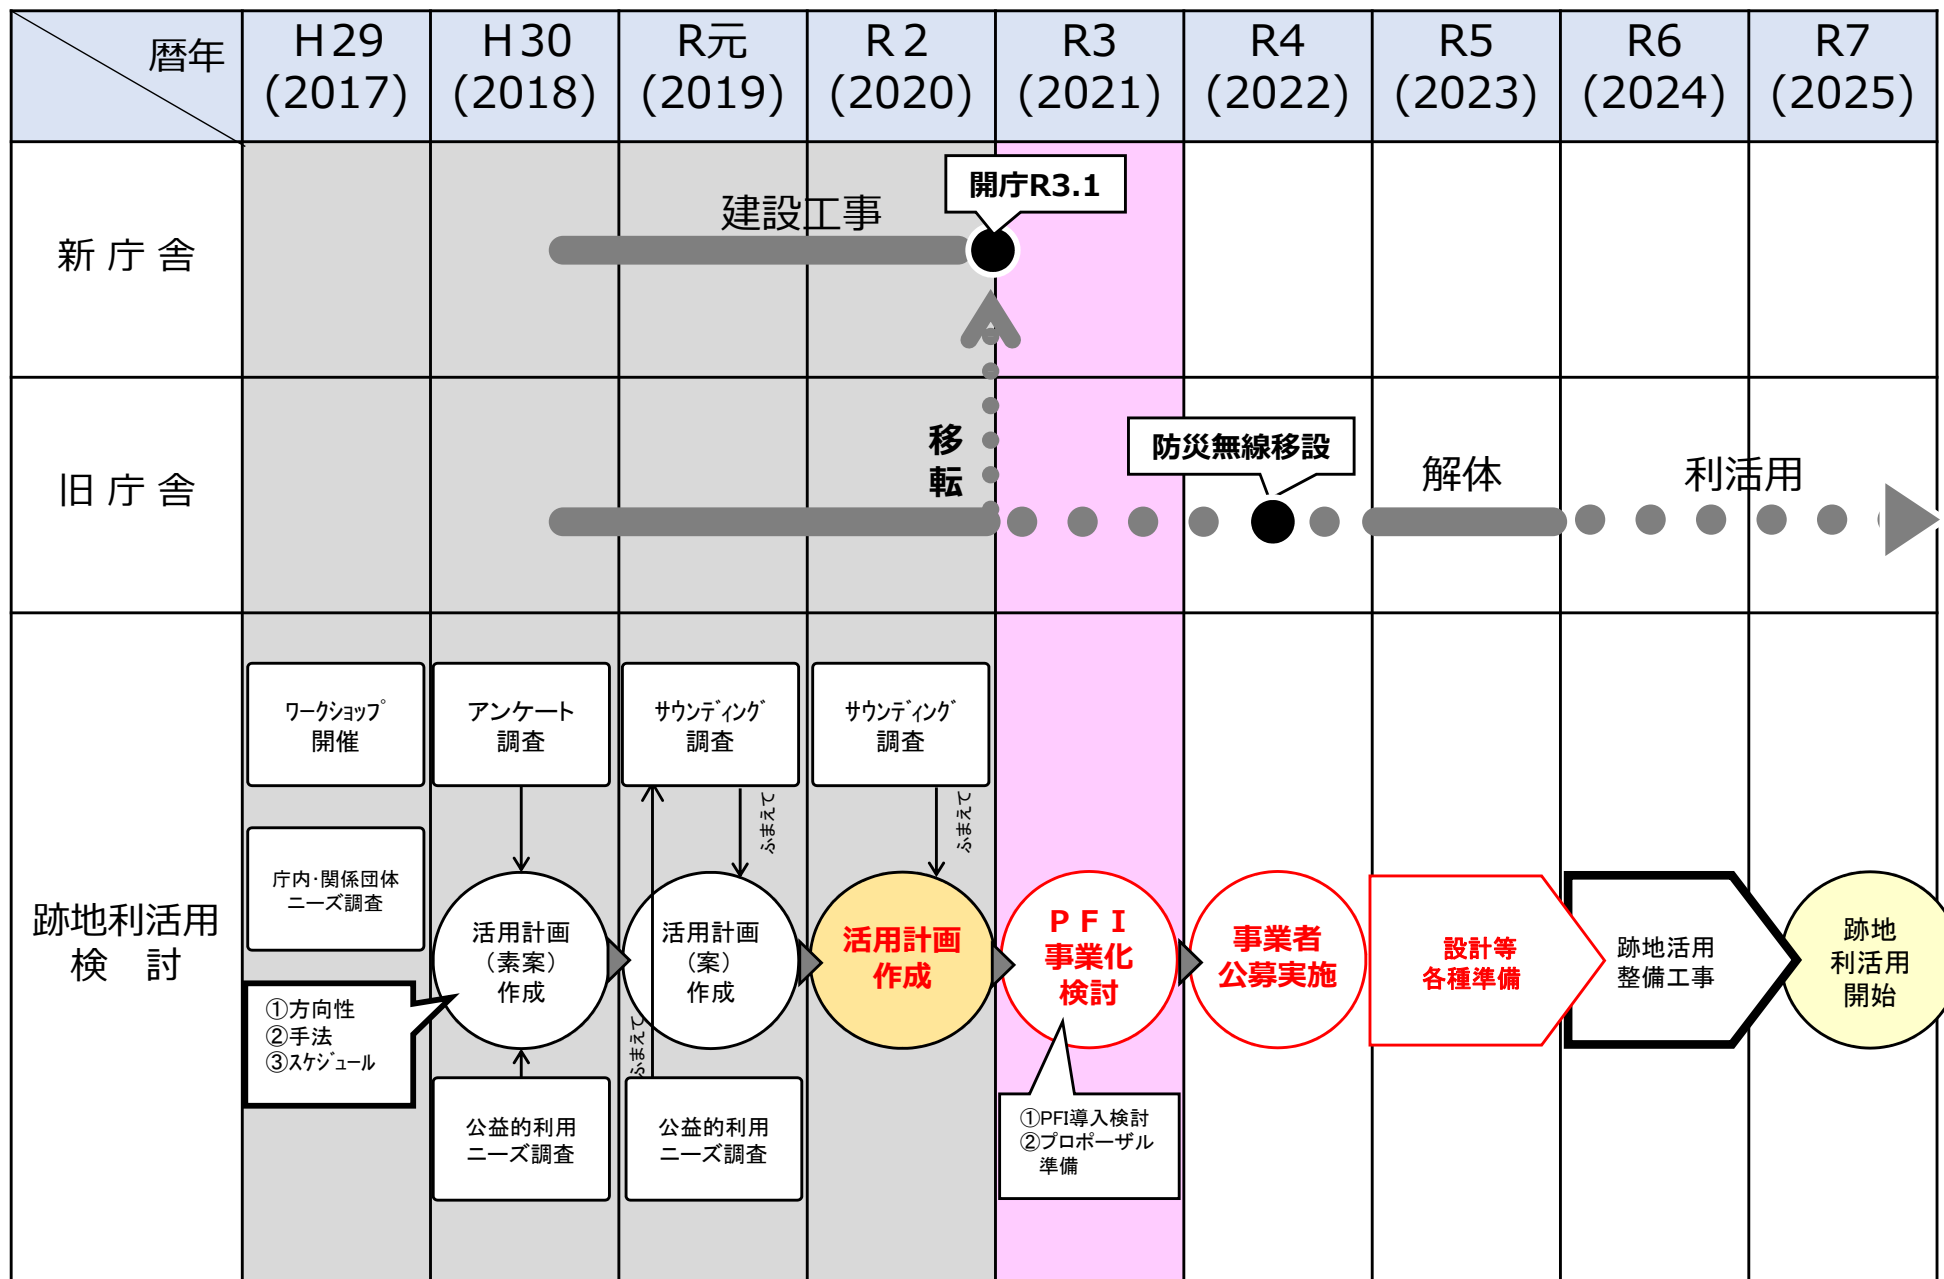 暦年
H29
(2017)
H30
(2018)
R元
(2019)
R2
(2020)
R3
(2021)
R4
(2022)
R5
(2023)
R6
(2024)
R7
(2025)
新庁舎
建設工事
開庁R3.1
旧庁舎
移
転
防災無線移設
解体
利活用
跡地利活用
検　討
ﾜｰｸｼｮｯﾌﾟ
開催
アンケート
調査
ｻｳﾝﾃﾞｨﾝｸﾞ
調査
ｻｳﾝﾃﾞｨﾝｸﾞ
調査
ふまえて
ふまえて
庁内･関係団体
ニーズ調査
活用計画
（素案）
作成
活用計画
（案）
作成
活用計画
作成
ＰＦＩ
事業化
検討
事業者
公募実施
設計等
各種準備
跡地活用
整備工事
跡地
利活用
開始
①方向性
②手法
③ｽｹｼﾞｭｰﾙ
ふまえて
公益的利用
ニーズ調査
公益的利用
ニーズ調査
①PFI導入検討
②プロポーザル
準備